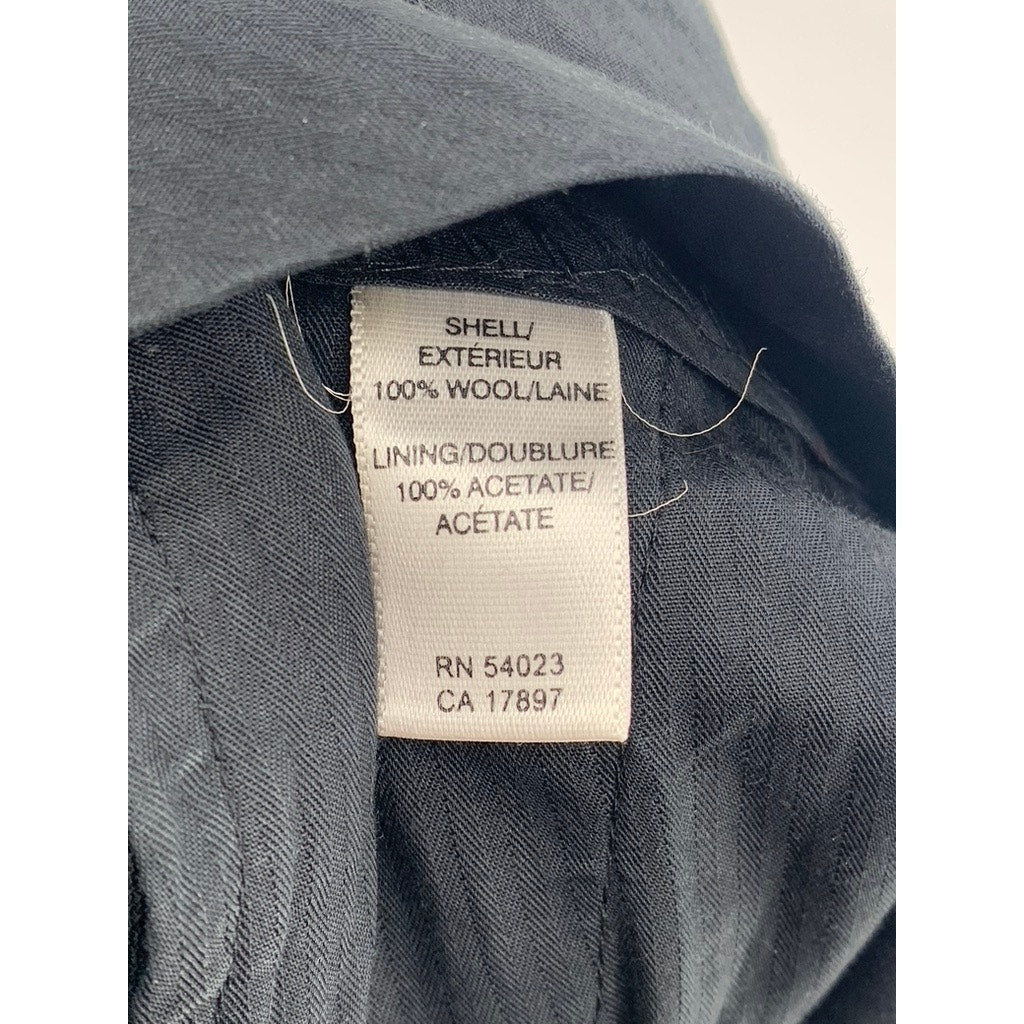 SHELL/
EXTÉRIEUR
100% WOOL/LAINE
LINING/DOUBLURE
100% ACETATE/
ACÉTATE
RN 54023
CA 17897